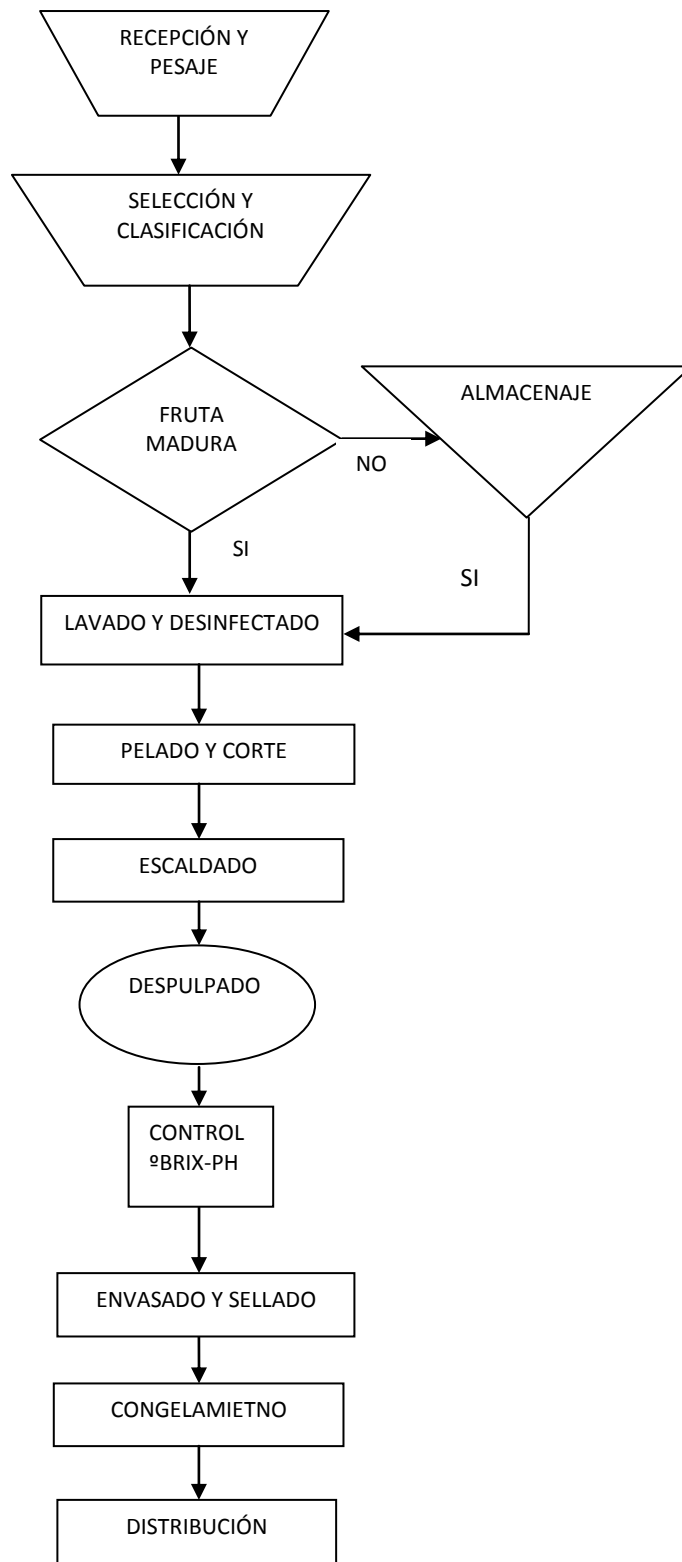 RECEPCIÓN Y
PESAJE
SELECCIÓN Y
CLASIFICACIÓN
FRUTA
MADURA
NO
ALMACENAJE
SI
SI
LAVADO Y DESINFECTADO
PELADO Y CORTE
ESCALDADO
DESPULPADO
CONTROL
ºBRIX-PH
ENVASADO Y SELLADO
CONGELAMIETNO
DISTRIBUCIÓN